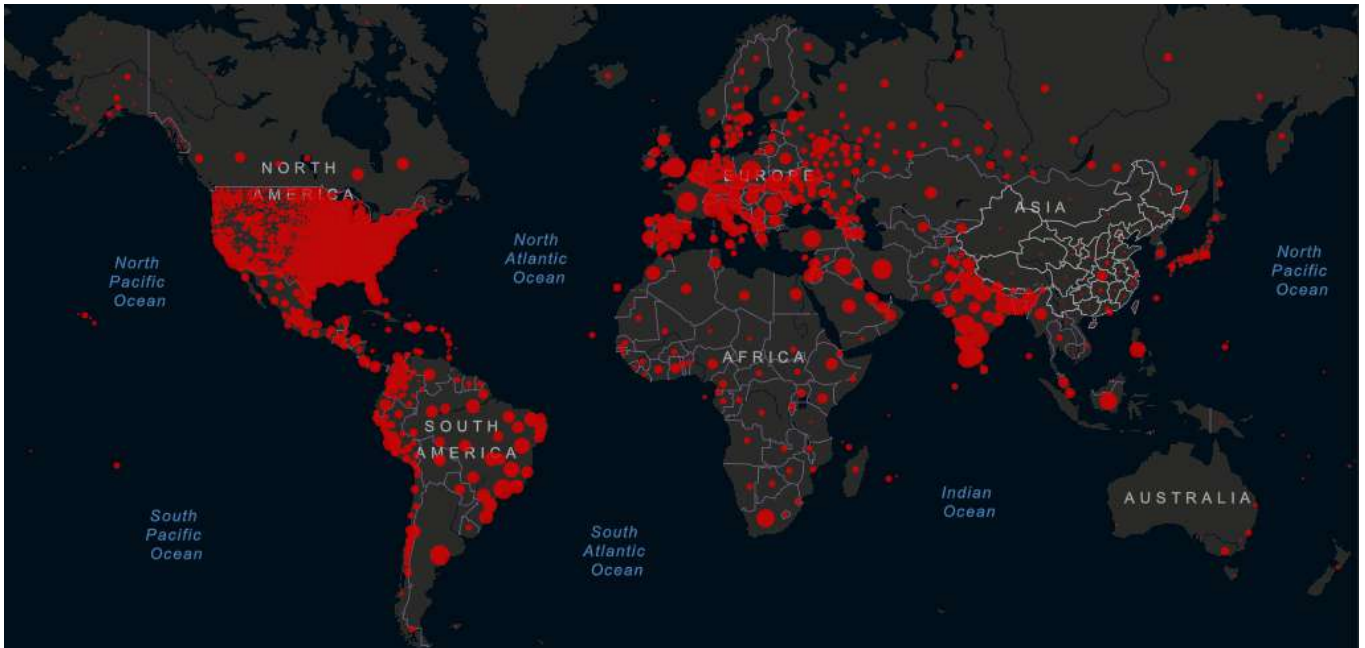 NORTH
AMERICA
EUROPE
ASIA
North
Pacific
Ocean
North
Atlantic
Ocean
North
Pacific
Ocean
AFRICA
SOUTH
AMERICA
South
Pacific
Ocean
South
Atlantic
Ocean
Indian
Ocean
AUSTRALIA